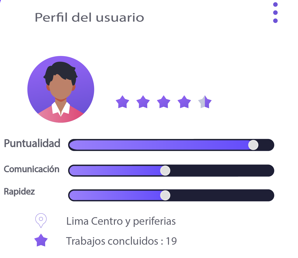 Perfil del usuario
Puntualidad
Comunicación
Rapidez
Lima Centro y periferias
Trabajos concluidos : 19